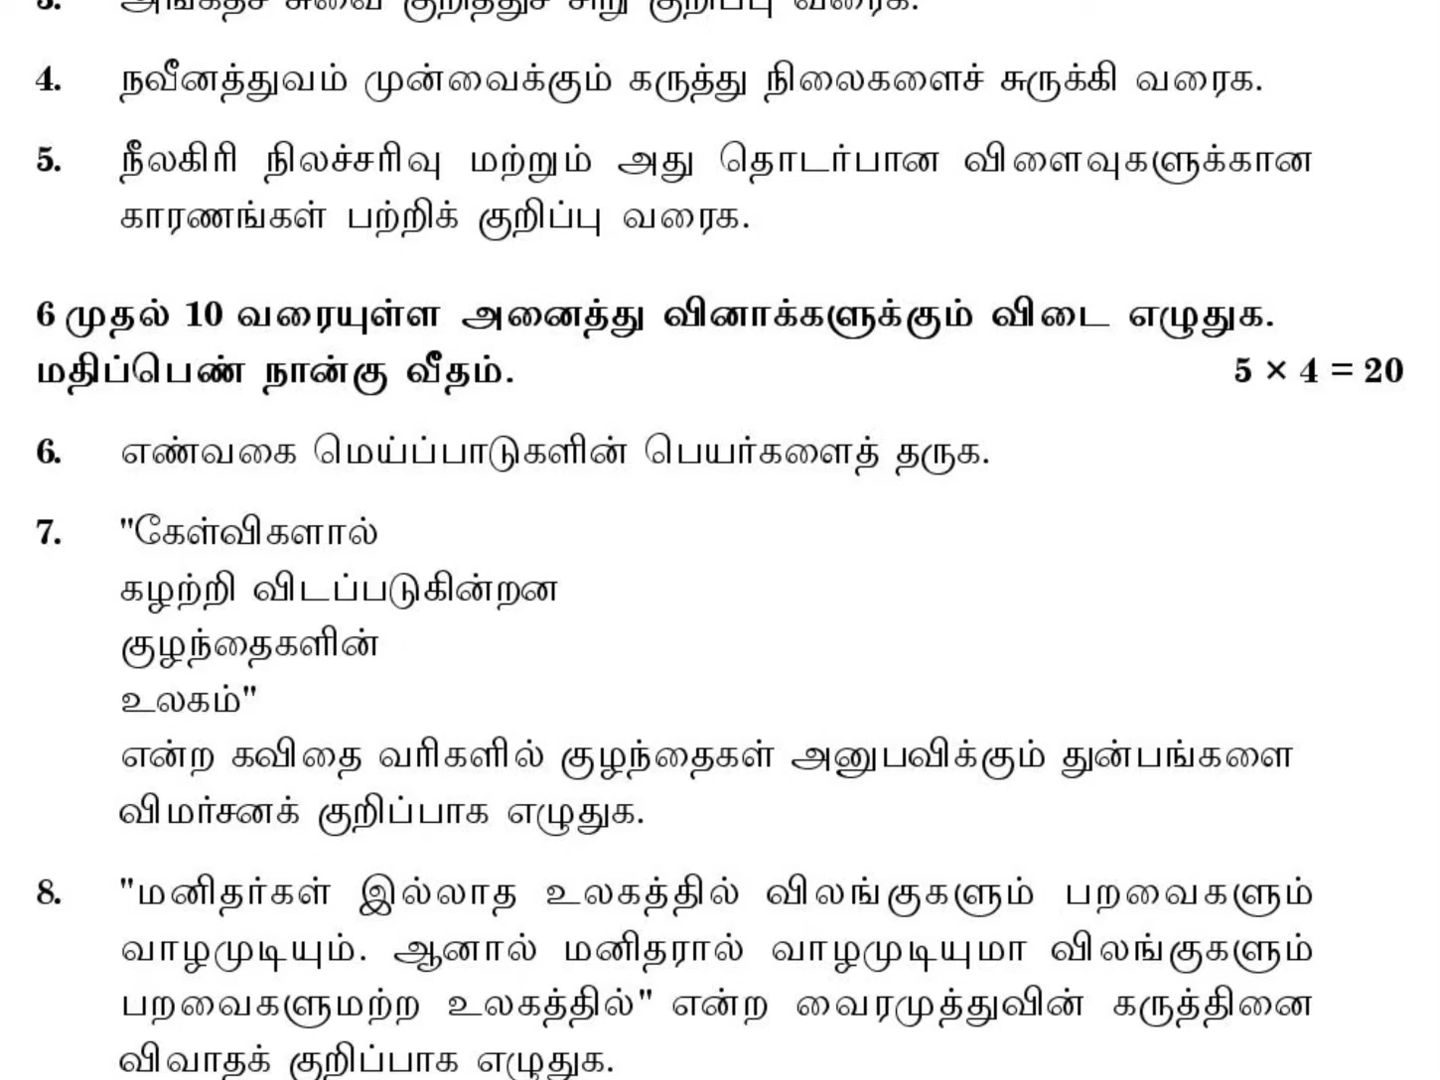 3. அங்கதச் சுவை குறித்துச் சிறு குறிப்பு வரைக.
4. நவீனத்துவம் முன்வைக்கும் கருத்து நிலைகளைச் சுருக்கி வரைக.
5. நீலகிரி நிலச்சரிவு மற்றும் அது தொடர்பான விளைவுகளுக்கான
காரணங்கள் பற்றிக் குறிப்பு வரைக.
6 முதல் 10 வரையுள்ள அனைத்து வினாக்களுக்கும் விடை எழுதுக.
மதிப்பெண் நான்கு வீதம். 5 × 4 = 20
6. எண்வகை மெய்ப்பாடுகளின் பெயர்களைத் தருக.
7. "கேள்விகளால்
கழற்றி விடப்படுகின்றன
குழந்தைகளின்
உலகம்"
என்ற கவிதை வரிகளில் குழந்தைகள் அனுபவிக்கும் துன்பங்களை
விமர்சனக் குறிப்பாக எழுதுக.
8. "மனிதர்கள் இல்லாத உலகத்தில் விலங்குகளும் பறவைகளும்
வாழமுடியும். ஆனால் மனிதரால் வாழமுடியுமா விலங்குகளும்
பறவைகளுமற்ற உலகத்தில்" என்ற வைரமுத்துவின் கருத்தினை
விவாதக் குறிப்பாக எழுதுக.